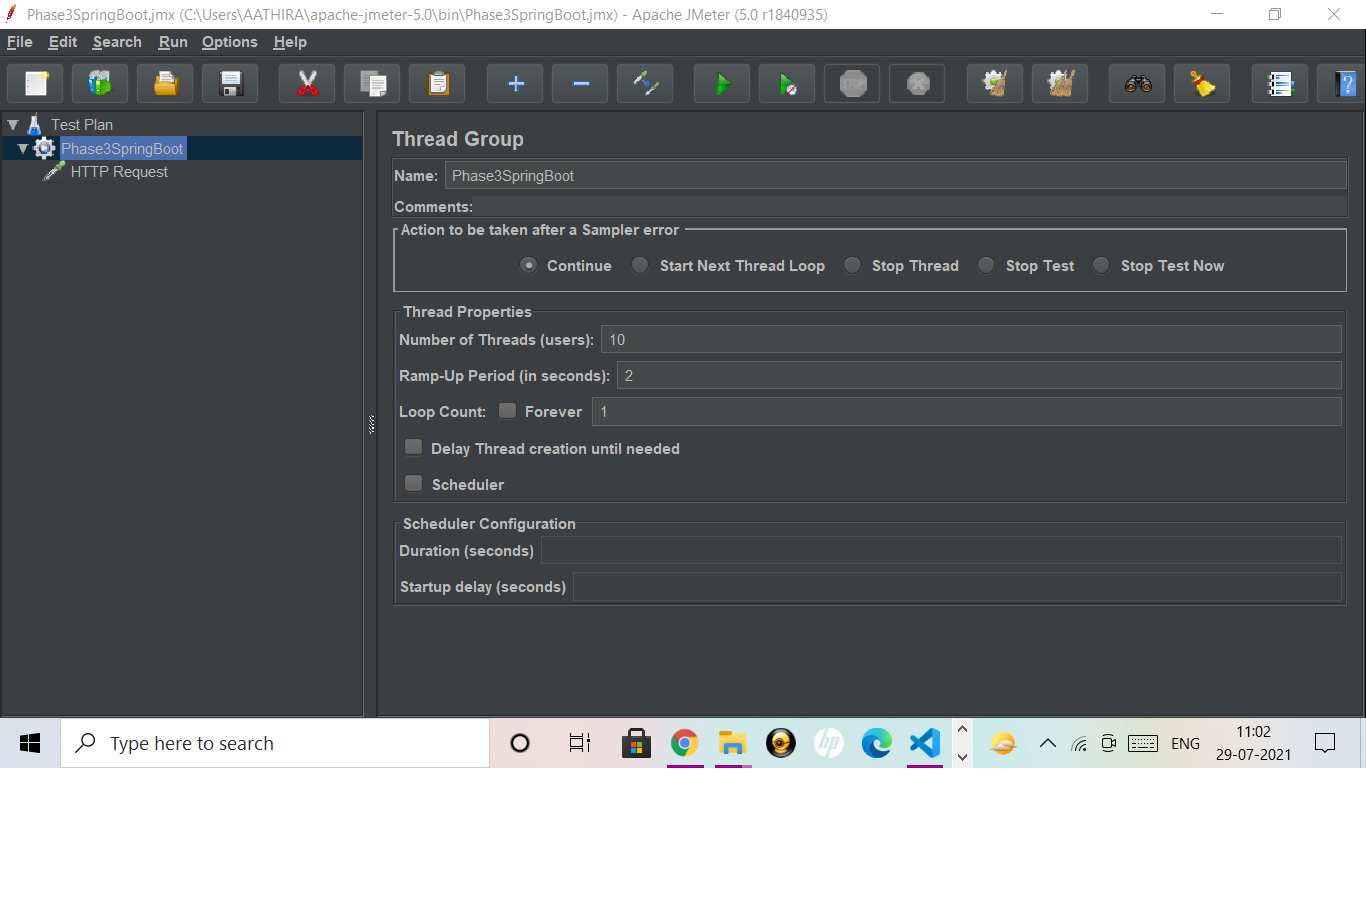 Phase3SpringBoot.jmx (C:\Users\AATHIRA\apache-jmeter-5.0\bin\Phase3SpringBoot.jmx) - Apache JMeter (5.0 r1840935)
File Edit Search Run Options Help
STOP
?
Test Plan
Phase3SpringBoot
HTTP Request
Thread Group
Name: Phase3SpringBoot
Comments:
Action to be taken after a Sampler error
Continue Start Next Thread Loop Stop Thread Stop Test Stop Test Now
Thread Properties
Number of Threads (users): 10
Ramp-Up Period (in seconds): 2
Loop Count: Forever 1
Delay Thread creation until needed
Scheduler
Scheduler Configuration
Duration (seconds)
Startup delay (seconds)
Type here to search
hp
ENG
11:02
29-07-2021